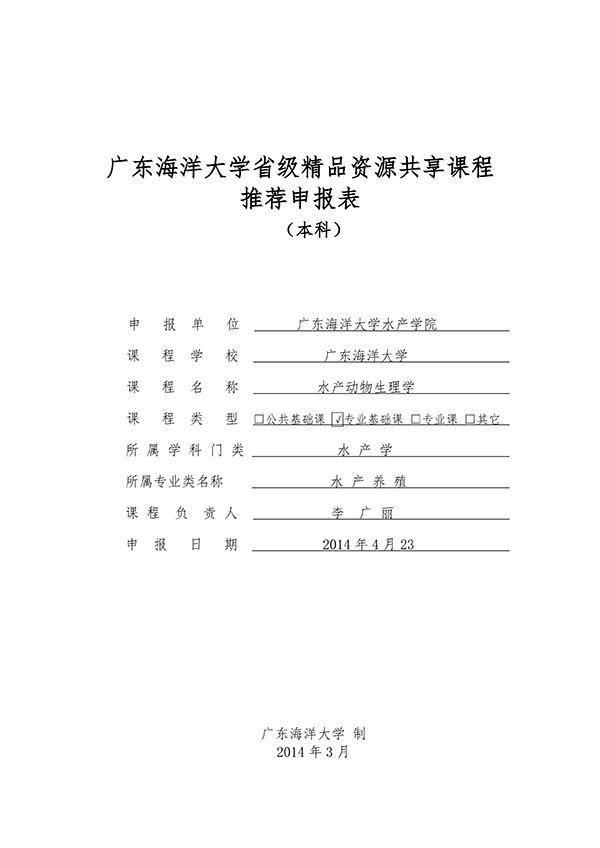 广东海洋大学省级精品资源共享课程
推荐申报表
（本科）
申 报 单 位 广东海洋大学水产学院
课 程 学 校 广东海洋大学
课 程 名 称 水产动物生理学
课 程 类 型 □公共基础课 √专业基础课 □专业课 □其它
所 属 学 科 门 类 水 产 学
所属专业类名称 水 产 养 殖
课 程 负 责 人 李 广 丽
申 报 日 期 2014 年 4 月 23
广东海洋大学 制
2014 年 3 月